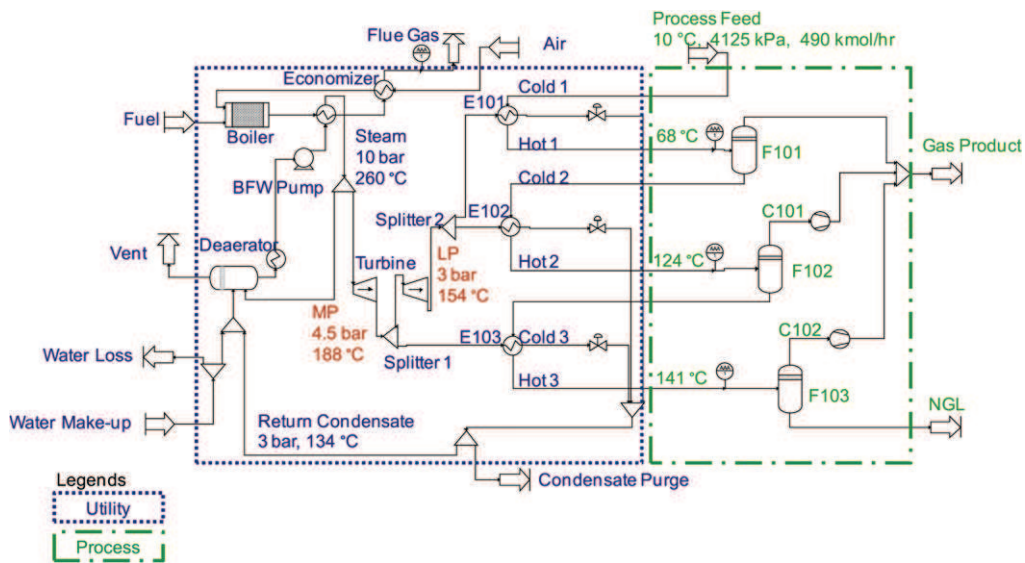 Process Feed
10 °C, 4125 kPa, 490 kmol/hr
Flue Gas
Air
Economizer
Cold 1
E101
Fuel
Boiler
Steam
10 bar
260 °C
Hot 1
68 °C
F101
Gas Product
BFW Pump
Cold 2
Splitter 2
E102
C101
Vent
Deaerator
Turbine
LP
3 bar
154 °C
Hot 2
124 °C
F102
MP
4.5 bar
188 °C
E103
Cold 3
C102
Water Loss
Splitter 1
Hot 3
141 °C
F103
Water Make-up
Return Condensate
3 bar, 134 °C
NGL
Condensate Purge
Legends
Utility
Process